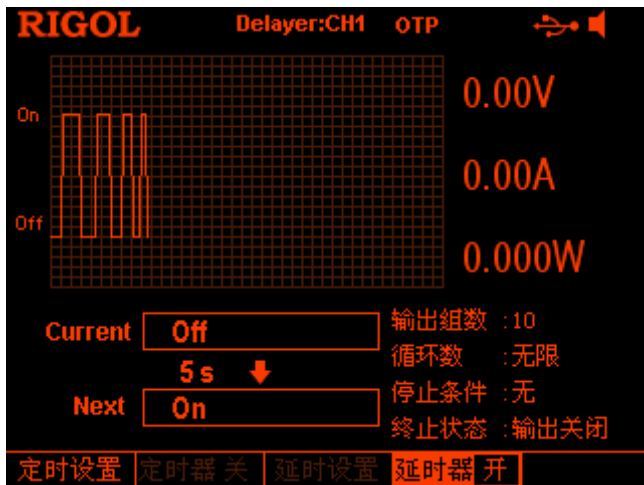 RIGOL Delayer:CH1 OTP
On
Off
0.00V
0.00A
0.000W
Current Off
5 s
Next On
输出组数 :10
循环数 :无限
停止条件 :无
终止状态 :输出关闭
定时设置 定时器 关 延时设置 延时器 开